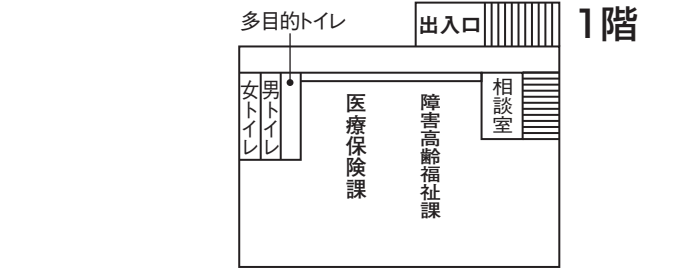 多目的トイレ
出入口
1階
女トイレ
男トイレ
医療保険課
障害高齢福祉課
相談室